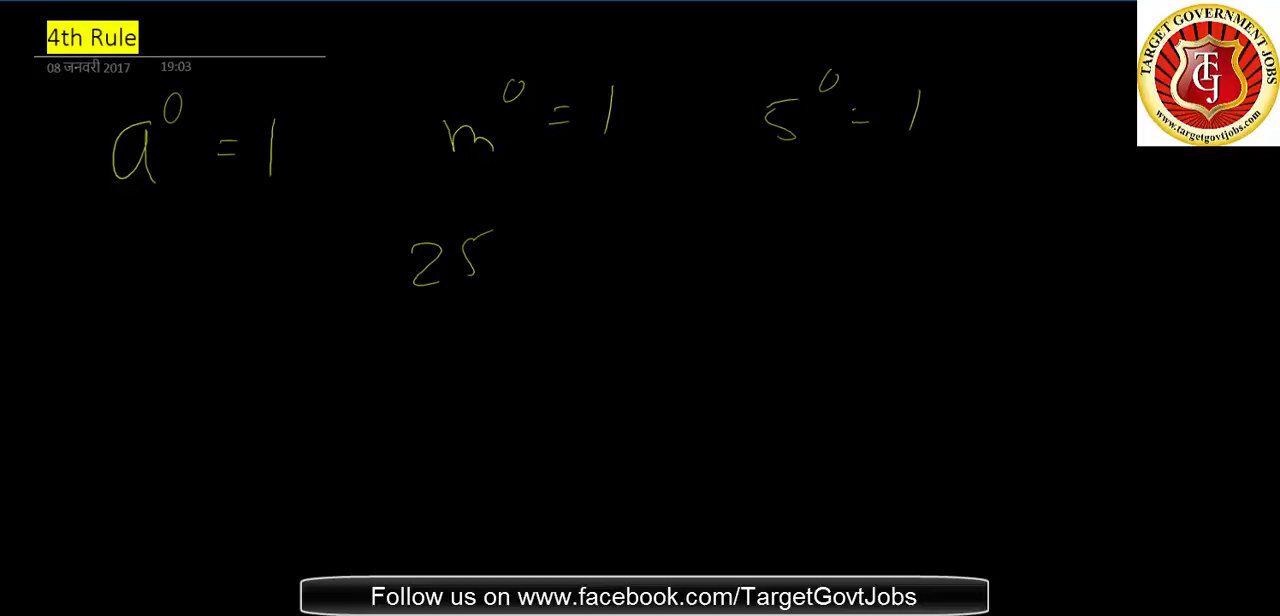 4th Rule
08 जनवरी 2017 19:03
a⁰ = 1 m⁰ = 1 5⁰ = 1
25
TARGET GOVERNMENT JOBS
TGJ
www.targetgovtjobs.com
Follow us on www.facebook.com/TargetGovtJobs